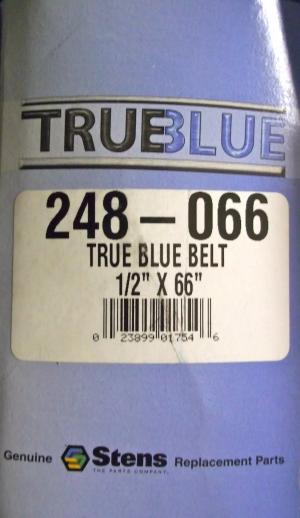 TRUEBLUE
248-066
TRUE BLUE BELT
1/2" X 66"
0 23899 01754 6
Genuine Stens Replacement Parts
THE PARTS COMPANY.